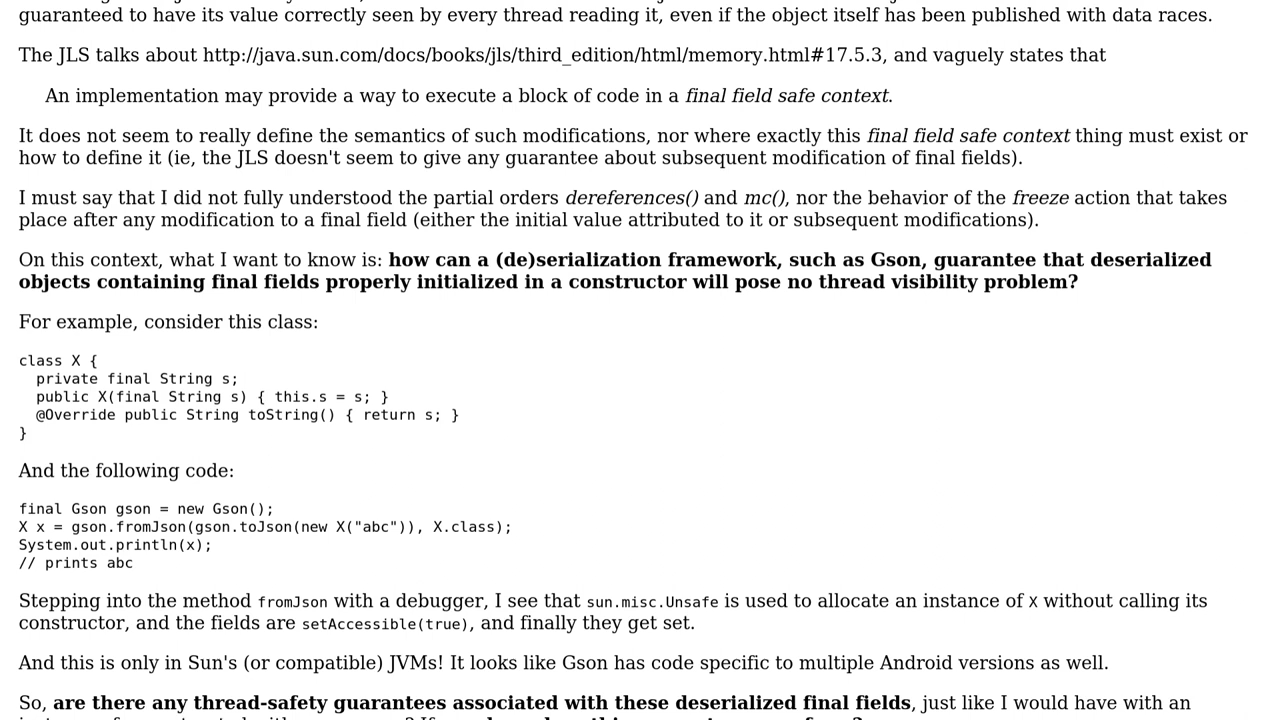 guaranteed to have its value correctly seen by every thread reading it, even if the object itself has been published with data races.
The JLS talks about http://java.sun.com/docs/books/jls/third_edition/html/memory.html#17.5.3, and vaguely states that
An implementation may provide a way to execute a block of code in a final field safe context.
It does not seem to really define the semantics of such modifications, nor where exactly this final field safe context thing must exist or
how to define it (ie, the JLS doesn't seem to give any guarantee about subsequent modification of final fields).
I must say that I did not fully understood the partial orders dereferences() and mc(), nor the behavior of the freeze action that takes
place after any modification to a final field (either the initial value attributed to it or subsequent modifications).
On this context, what I want to know is: how can a (de)serialization framework, such as Gson, guarantee that deserialized
objects containing final fields properly initialized in a constructor will pose no thread visibility problem?
For example, consider this class:
class X {
  private final String s;
  public X(final String s) { this.s = s; }
  @Override public String toString() { return s; }
}
And the following code:
final Gson gson = new Gson();
X x = gson.fromJson(gson.toJson(new X("abc")), X.class);
System.out.println(x);
// prints abc
Stepping into the method fromJson with a debugger, I see that sun.misc.Unsafe is used to allocate an instance of X without calling its
constructor, and the fields are setAccessible(true), and finally they get set.
And this is only in Sun's (or compatible) JVMs! It looks like Gson has code specific to multiple Android versions as well.
So, are there any thread-safety guarantees associated with these deserialized final fields, just like I would have with an